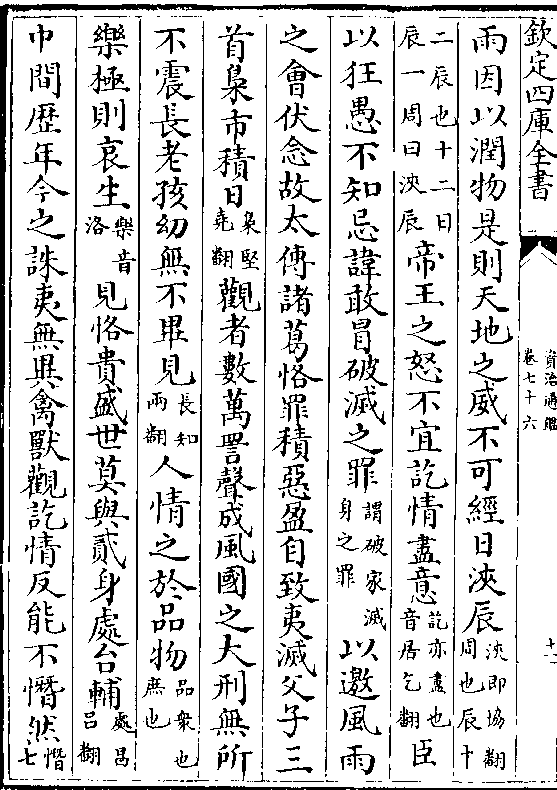 欽定四庫全書
資治通鑑
卷七十六
十一
雨因以潤物是則天地之威不可經日浹辰浹即協翻周也辰十
二辰也十二日辰一周曰浹辰帝王之怒不宜訖情盡意訖亦盡也音居乞翻臣
以狂愚不知忌諱敢冒破滅之罪謂破家滅身之罪以邀風雨
之會伏念故太傅諸葛恪罪積惡盈自致夷滅父子三
首梟市積日梟堅堯翻觀者數萬詈聲成風國之大刑無所
不震長老孩幼無不畢見長知兩翻人情之於品物品衆也庶也
樂極則哀生樂音洛見恪貴盛世莫與貳身處台輔處昌呂翻
中間歴年今之誅夷無異禽獸觀訖情反能不憯然憯七